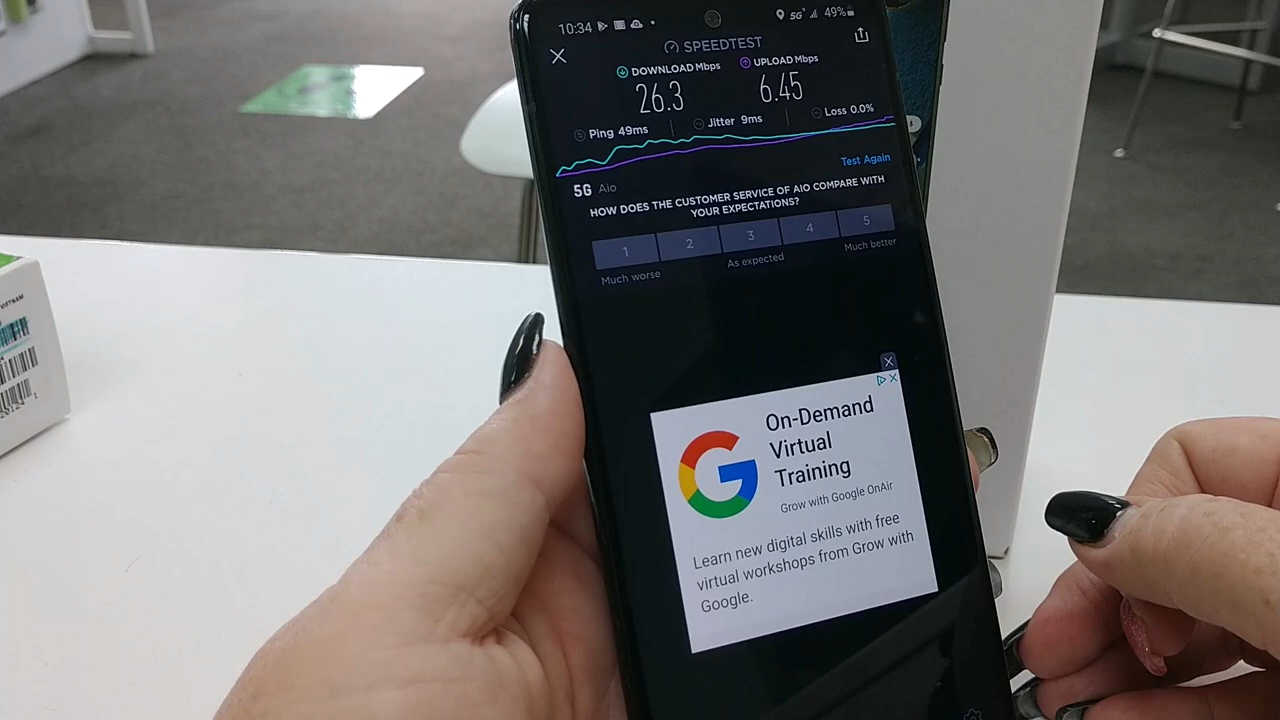 10:34
5G
49%
SPEEDTEST
DOWNLOAD Mbps
UPLOAD Mbps
26.3
6.45
Ping 49ms
Jitter 9ms
Loss 0.0%
Test Again
5G Aio
HOW DOES THE CUSTOMER SERVICE OF AIO COMPARE WITH
YOUR EXPECTATIONS?
1 2 3 4 5
Much worse
As expected
Much better
On-Demand
Virtual
Training
Grow with Google OnAir
Learn new digital skills with free
virtual workshops from Grow with
Google.
VIETNAM